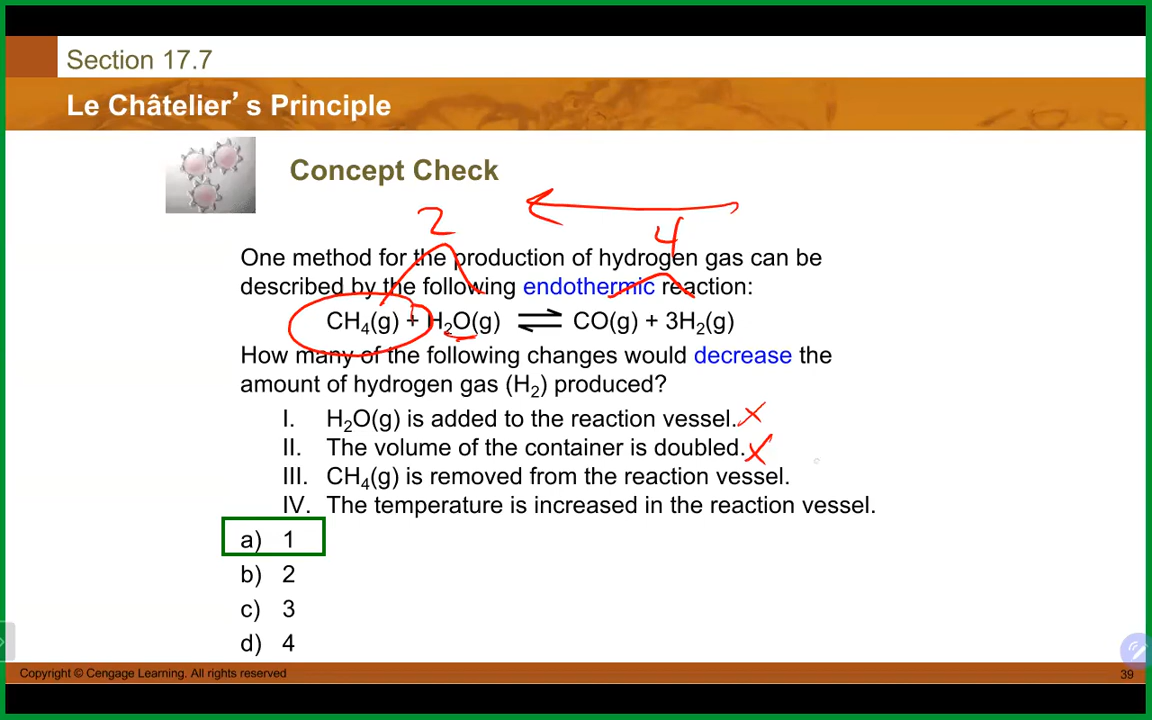 Section 17.7
Le Châtelier's Principle
Concept Check
2
4
One method for the production of hydrogen gas can be
described by the following endothermic reaction:
CH₄(g) + H₂O(g) ⇌ CO(g) + 3H₂(g)
How many of the following changes would decrease the
amount of hydrogen gas (H₂) produced?
I. H₂O(g) is added to the reaction vessel.
II. The volume of the container is doubled.
III. CH₄(g) is removed from the reaction vessel.
IV. The temperature is increased in the reaction vessel.
a) 1
b) 2
c) 3
d) 4
Copyright © Cengage Learning. All rights reserved
39